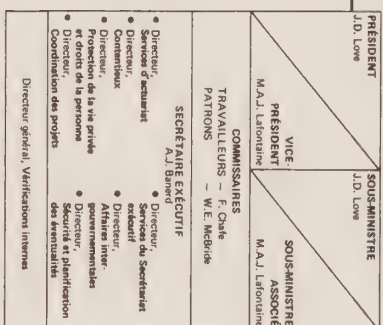 PRÉSIDENT
J.D. Love
SOUS-MINISTRE
J.D. Love
VICE-
PRÉSIDENT
M.A.J. Lafontaine
SOUS-MINISTRE
ASSOCIÉ
M.A.J. Lafontaine
COMMISSAIRES
TRAVAILLEURS — F. Chafe
PATRONS — W.E. McBride
SECRÉTAIRE EXÉCUTIF
A.J. Banerd
• Directeur,
Services d'actuariat
• Directeur,
Contentieux
• Directeur,
Protection de la vie privée
et droits de la personne
• Directeur,
Coordination des projets
• Directeur,
Services du Secrétariat
exécutif
• Directeur,
Affaires inter-
gouvernementales
• Directeur,
Sécurité et planification
des éventualités
Directeur général, Vérifications internes